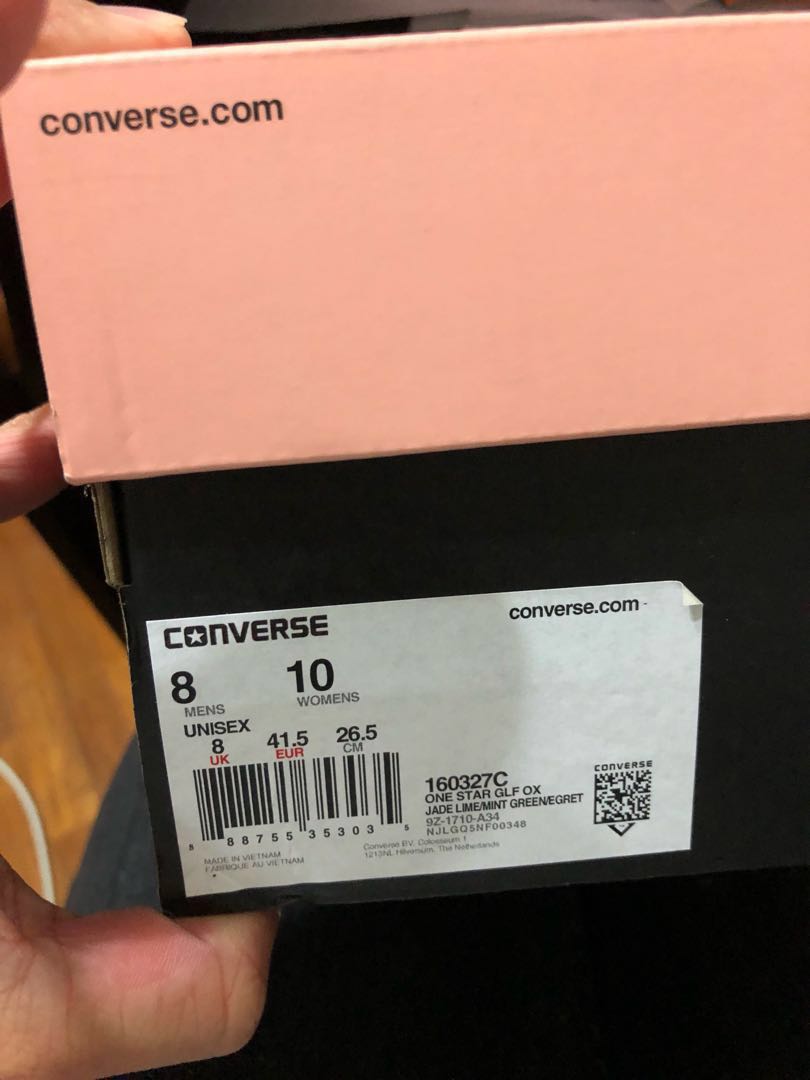 converse.com
CONVERSE
converse.com
8 10
MENS WOMENS
UNISEX
8 41.5 26.5
UK EUR CM
8 88755 35303 5
160327C
ONE STAR GLF OX
JADE LIME/MINT GREEN/EGRET
9Z-1710-A34
NJLGQ5NF00348
CONVERSE
MADE IN VIETNAM
FABRIQUE AU VIETNAM
Converse BV, Colosseum 1
1213NL Hilversum, The Netherlands